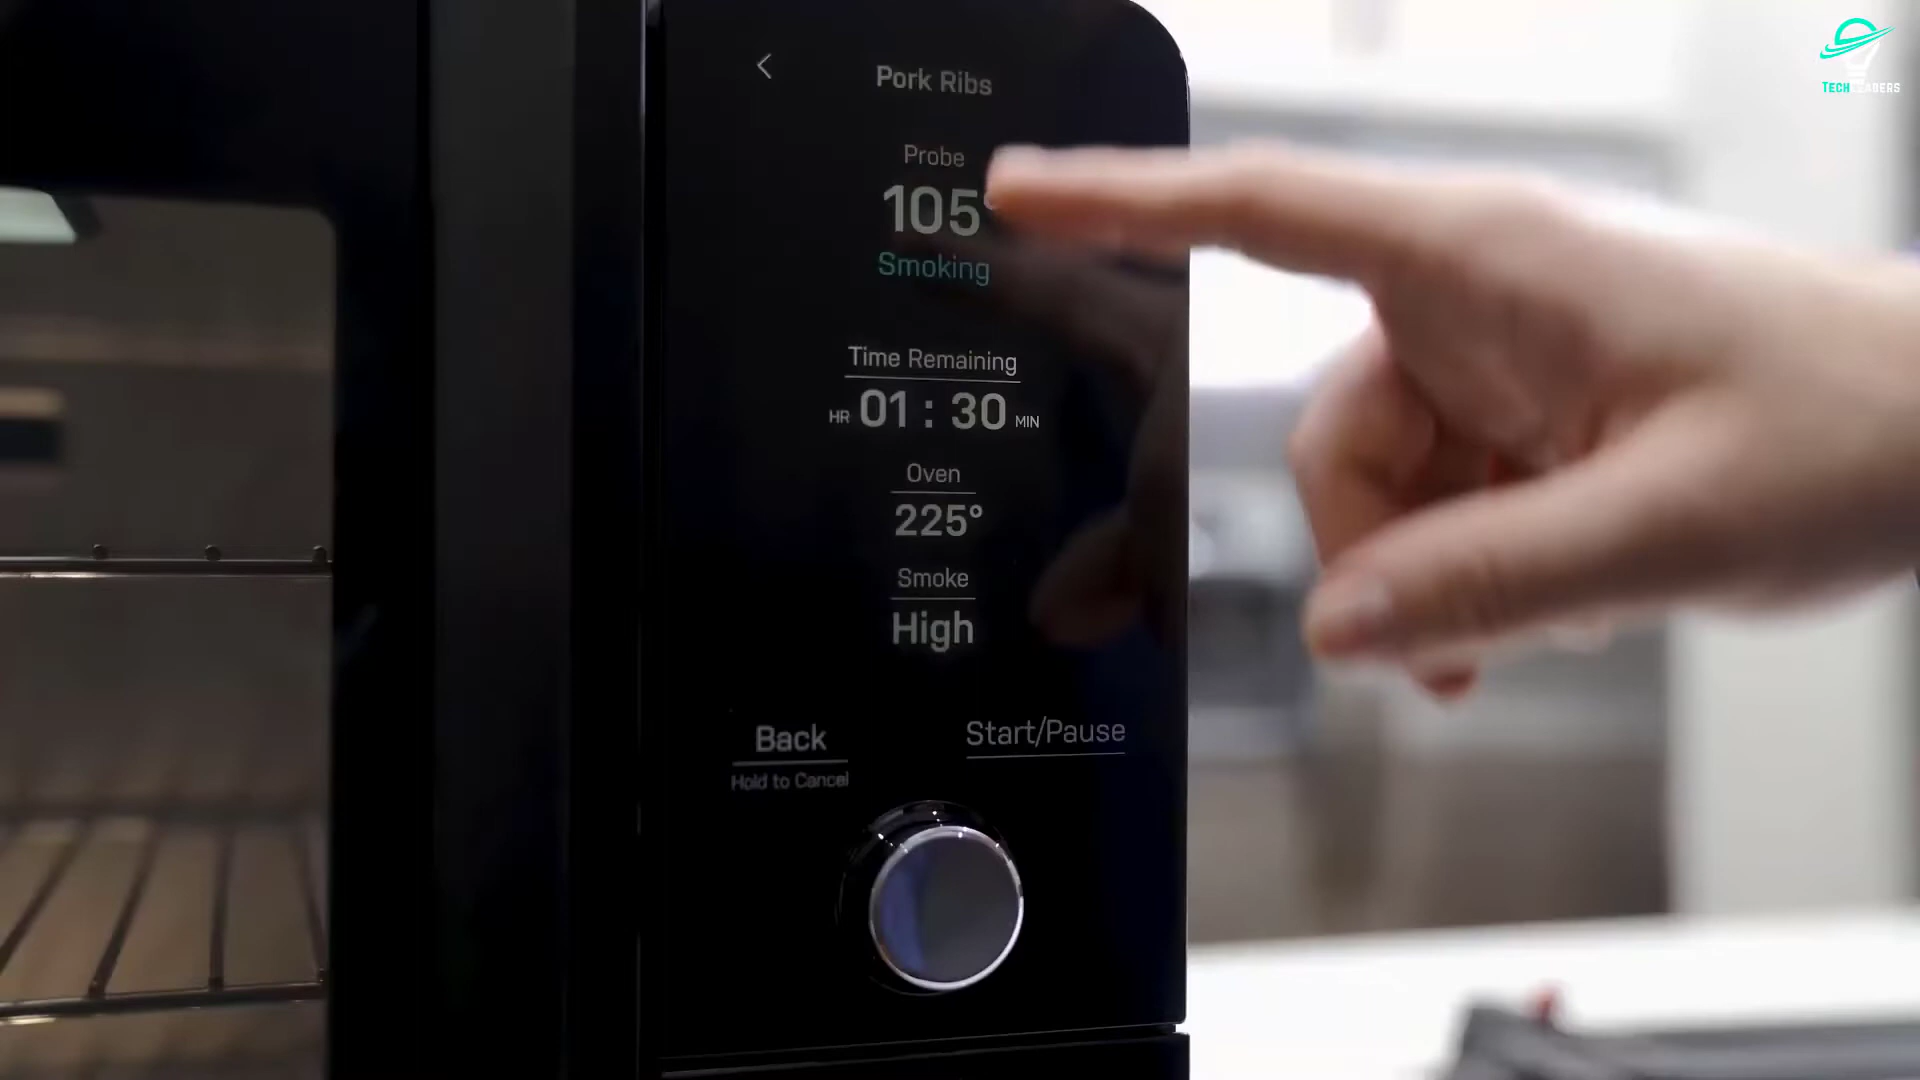 Pork Ribs
Probe
105°
Smoking
Time Remaining
HR 01 : 30 MIN
Oven
225°
Smoke
High
Back
Start/Pause
Hold to Cancel
TECHLEADERS